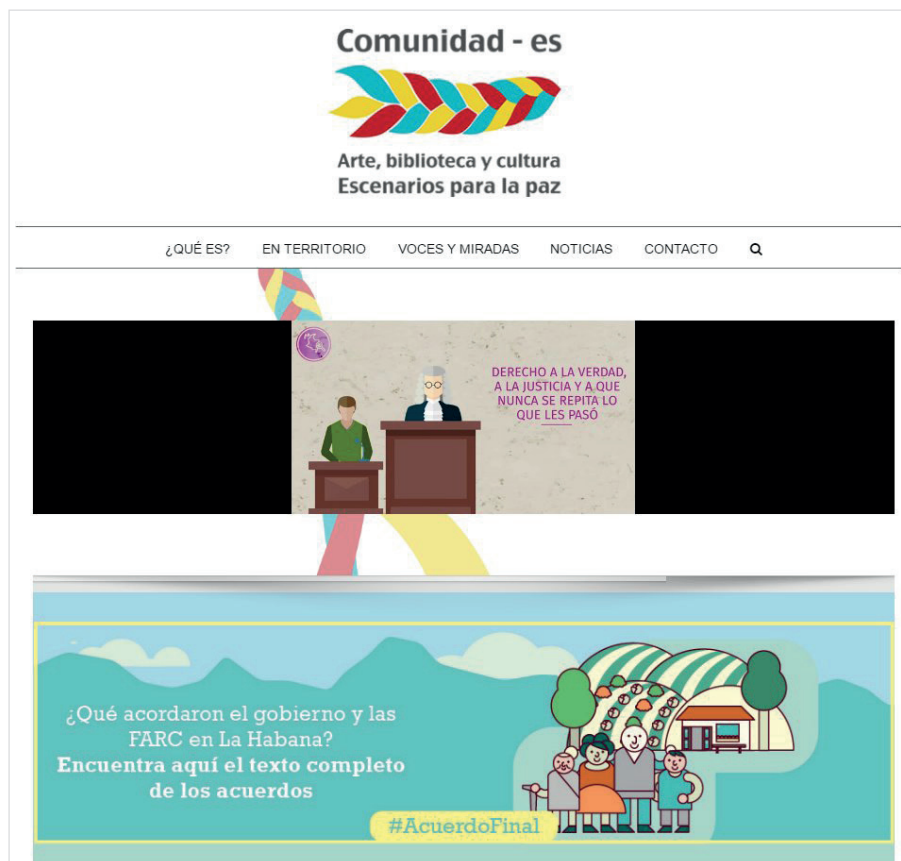 Comunidad - es
Arte, biblioteca y cultura
Escenarios para la paz
¿QUÉ ES? EN TERRITORIO VOCES Y MIRADAS NOTICIAS CONTACTO
DERECHO A LA VERDAD,
A LA JUSTICIA Y A QUE
NUNCA SE REPITA LO
QUE LES PASÓ
¿Qué acordaron el gobierno y las
FARC en La Habana?
Encuentra aquí el texto completo
de los acuerdos
#AcuerdoFinal